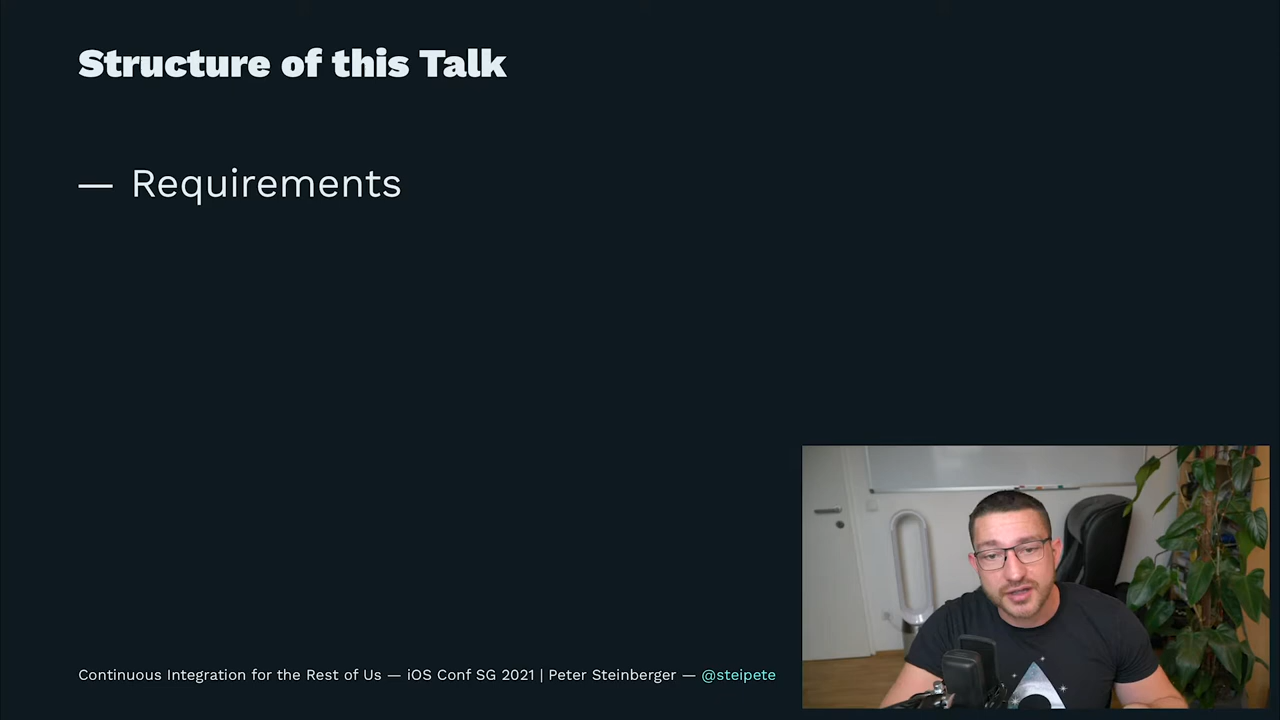 Structure of this Talk
— Requirements
Continuous Integration for the Rest of Us — iOS Conf SG 2021 | Peter Steinberger — @steipete